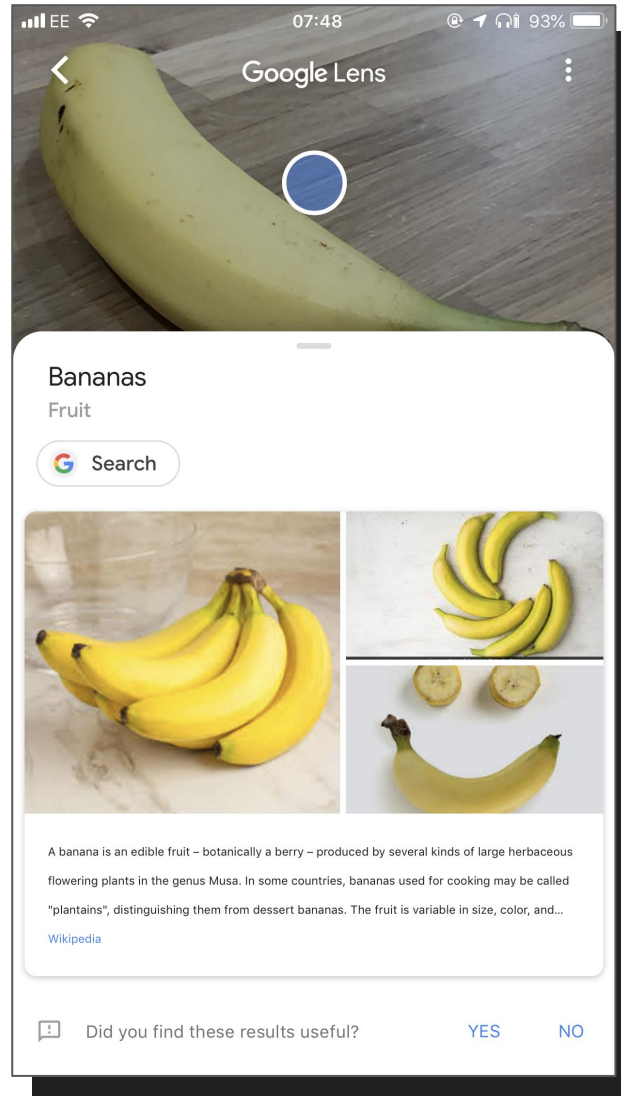 EE 07:48 93%
Google Lens
Bananas
Fruit
G Search
A banana is an edible fruit – botanically a berry – produced by several kinds of large herbaceous
flowering plants in the genus Musa. In some countries, bananas used for cooking may be called
"plantains", distinguishing them from dessert bananas. The fruit is variable in size, color, and...
Wikipedia
Did you find these results useful? YES NO